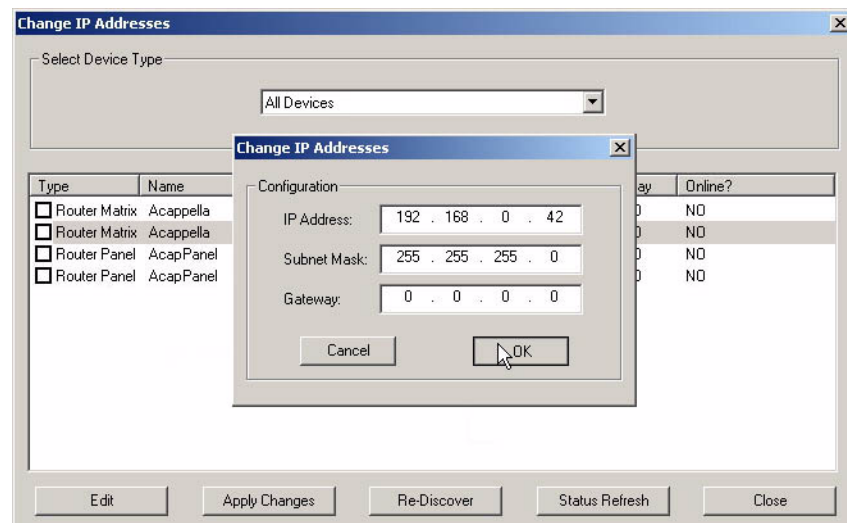 Change IP Addresses
Select Device Type
All Devices
Change IP Addresses
Type Name ay Online?
Configuration
Router Matrix Acappella NO
IP Address: 192 . 168 . 0 . 42
Router Matrix Acappella NO
Router Panel AcapPanel NO
Subnet Mask: 255 . 255 . 255 . 0
Router Panel AcapPanel NO
Gateway: 0 . 0 . 0 . 0
Cancel OK
Edit Apply Changes Re-Discover Status Refresh Close